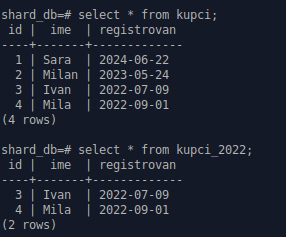 shard_db=# select * from kupci;
 id |  ime  | registrovan
----+-------+-------------
  1 | Sara  | 2024-06-22
  2 | Milan | 2023-05-24
  3 | Ivan  | 2022-07-09
  4 | Mila  | 2022-09-01
(4 rows)

shard_db=# select * from kupci_2022;
 id |  ime  | registrovan
----+-------+-------------
  3 | Ivan  | 2022-07-09
  4 | Mila  | 2022-09-01
(2 rows)